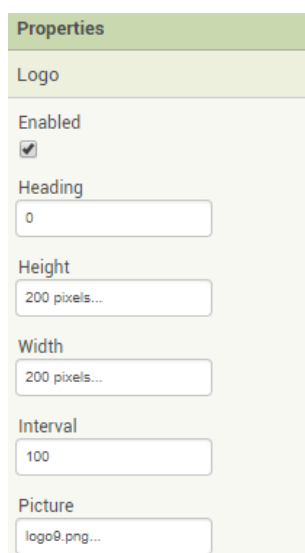 Properties
Logo
Enabled
Heading
0
Height
200 pixels...
Width
200 pixels...
Interval
100
Picture
logo9.png...